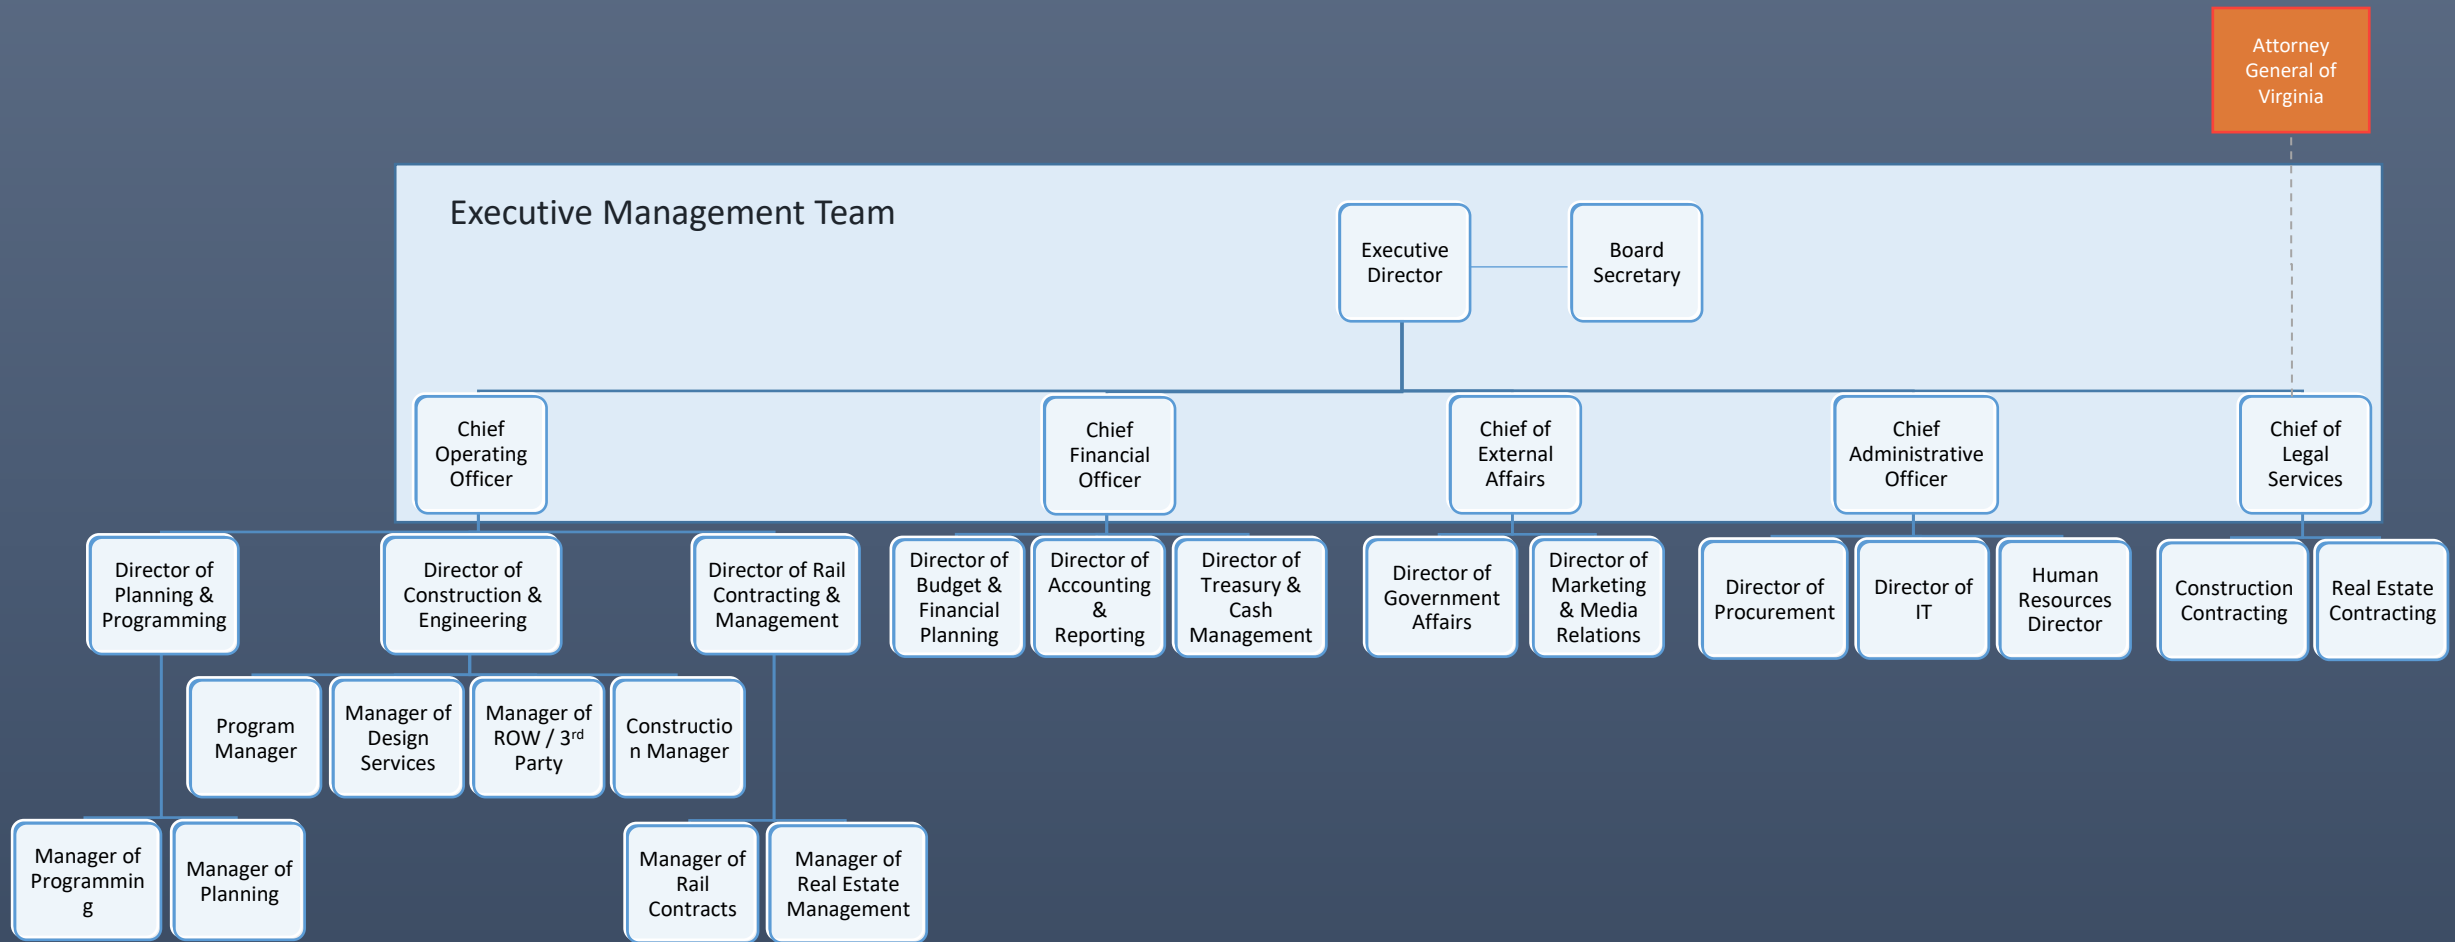 Attorney
General of
Virginia
Executive Management Team
Executive
Director
Board
Secretary
Chief
Operating
Officer
Chief
Financial
Officer
Chief of
External
Affairs
Chief
Administrative
Officer
Chief of
Legal
Services
Director of
Planning &
Programming
Director of
Construction &
Engineering
Director of Rail
Contracting &
Management
Director of
Budget &
Financial
Planning
Director of
Accounting
&
Reporting
Director of
Treasury &
Cash
Management
Director of
Government
Affairs
Director of
Marketing
& Media
Relations
Director of
Procurement
Director of
IT
Human
Resources
Director
Construction
Contracting
Real Estate
Contracting
Program
Manager
Manager of
Design
Services
Manager of
ROW / 3rd
Party
Constructio
n Manager
Manager of
Programmin
g
Manager of
Planning
Manager of
Rail
Contracts
Manager of
Real Estate
Management